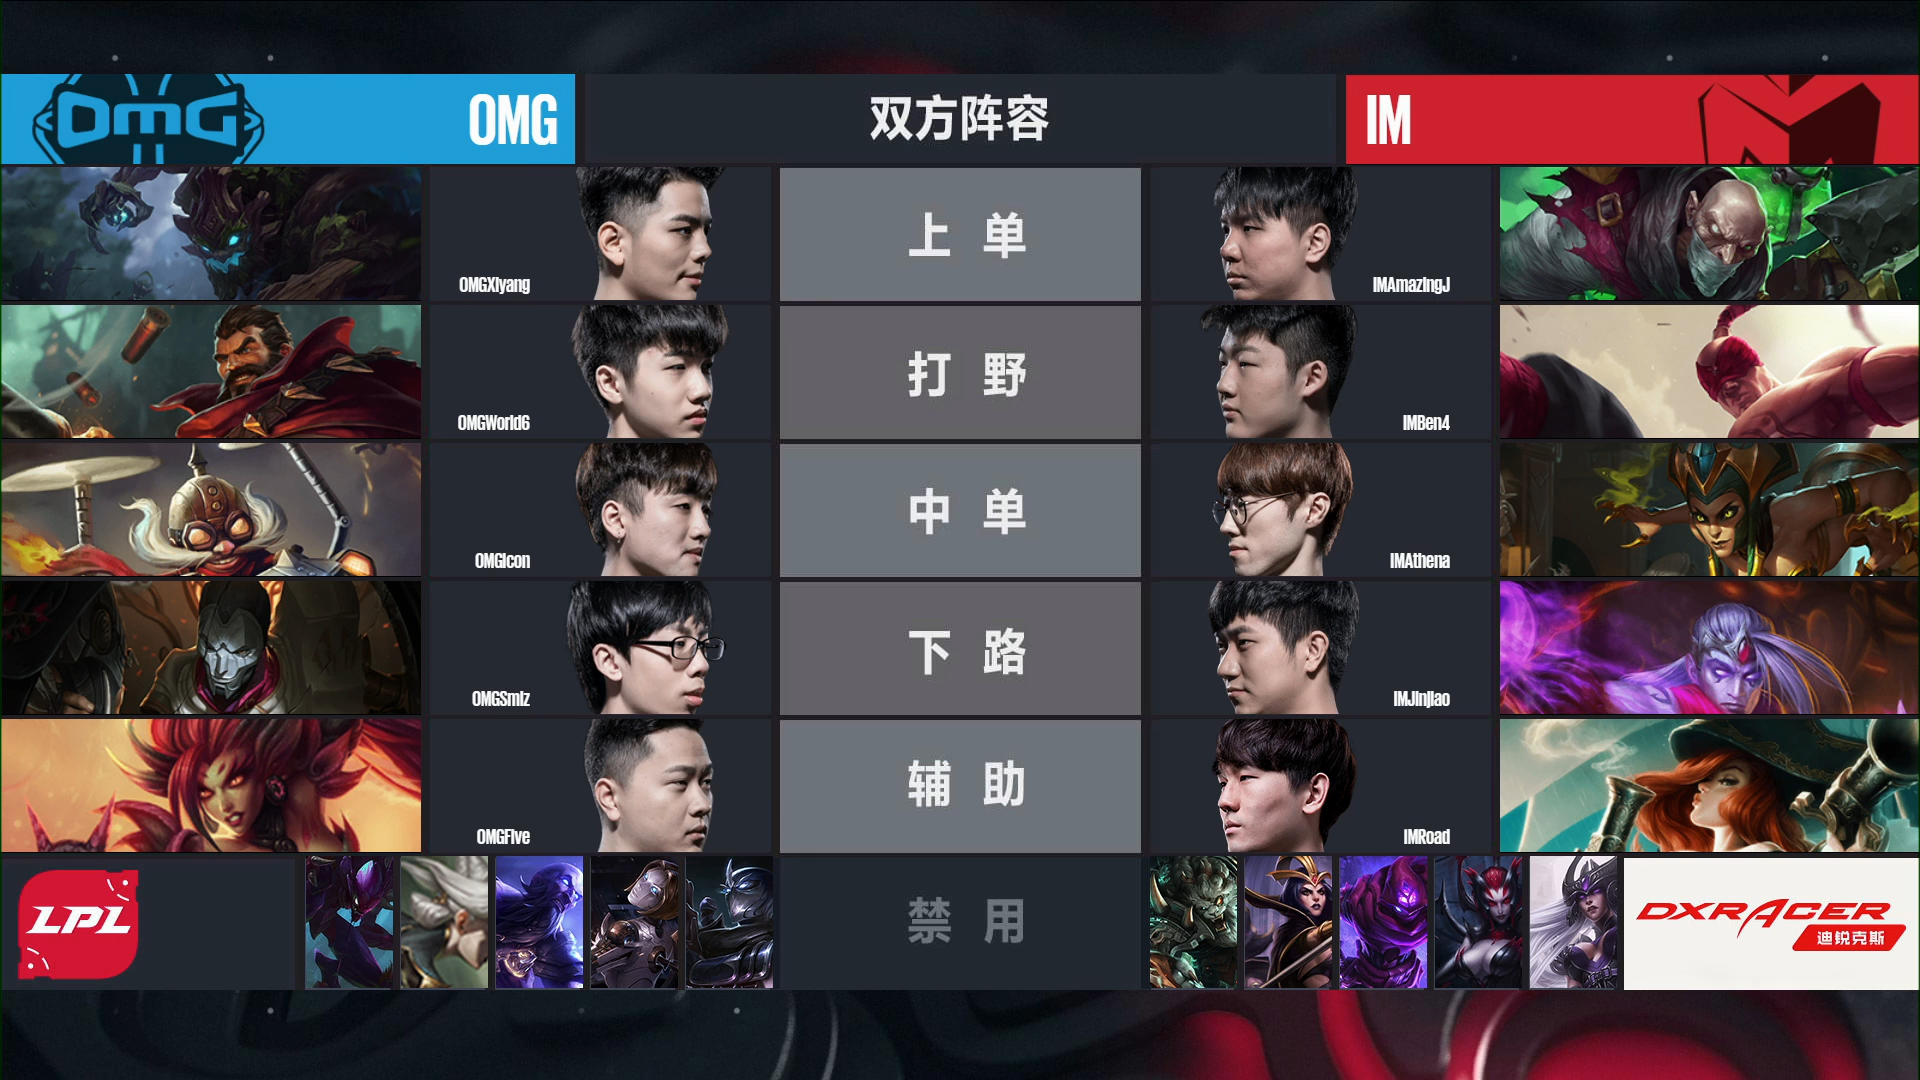 OMG
OMG
双方阵容
IM
OMGXiyang
上单
IMAmazingJ
OMGWorld6
打野
IMBen4
OMGIcon
中单
IMAthena
OMGSmlz
下路
IMJinjiao
OMGFive
辅助
IMRoad
LPL
禁用
DXRACER
迪锐克斯